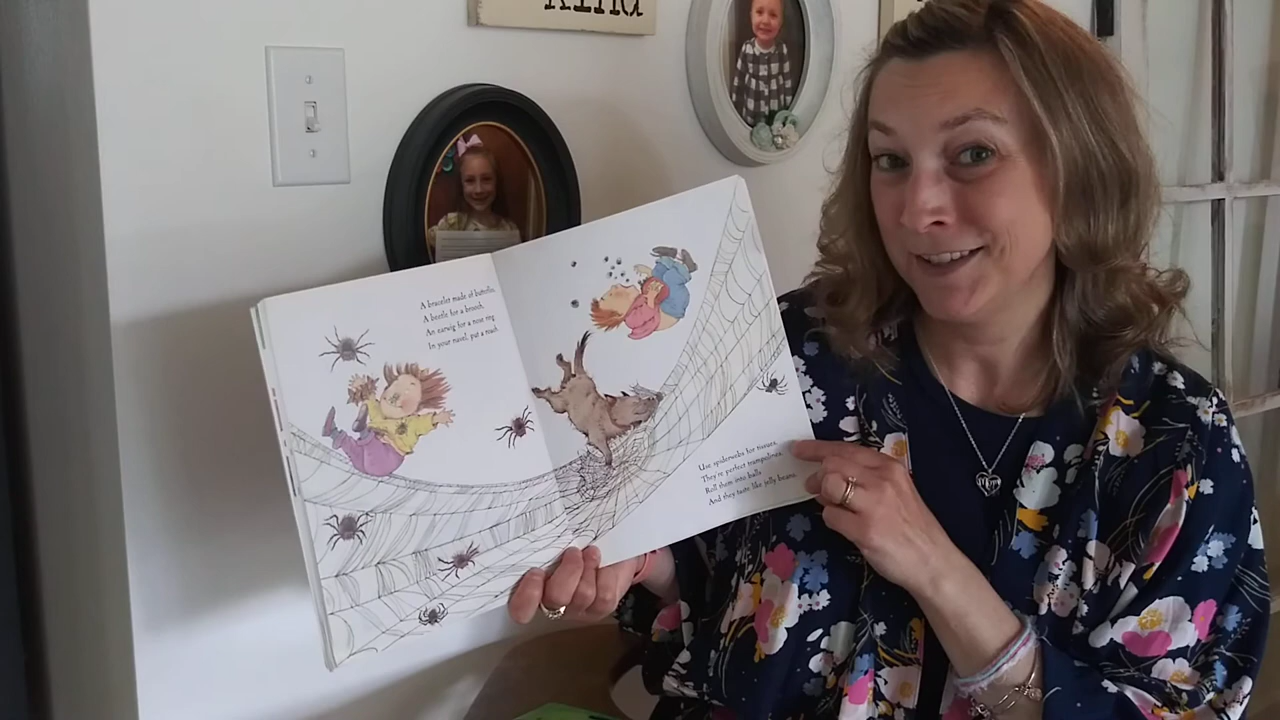 kind
A bracelet made of butterflies,
A beetle for a brooch.
An earwig for a nose ring
In your navel, put a roach.
Use spiderwebs for tissues,
They're perfect trampolines,
Roll them into balls
And they taste like jelly beans.